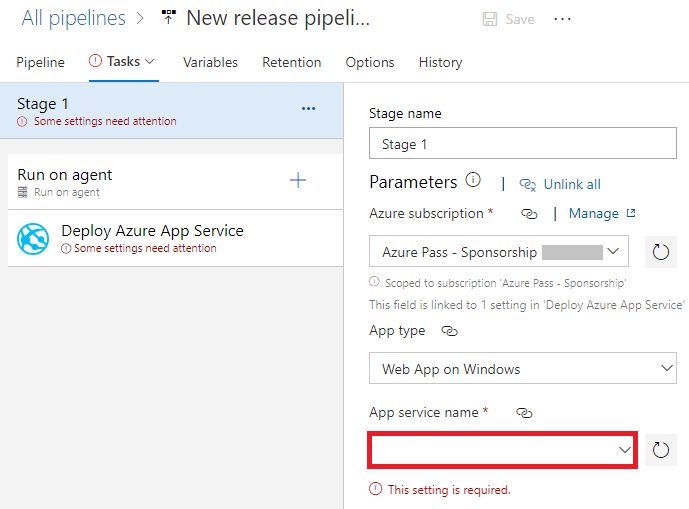 All pipelines > New release pipeli...
Save ...
Pipeline Tasks Variables Retention Options History
Stage 1
Some settings need attention
Run on agent
Run on agent
Deploy Azure App Service
Some settings need attention
Stage name
Stage 1
Parameters | Unlink all
Azure subscription * | Manage
Azure Pass - Sponsorship
Scoped to subscription 'Azure Pass - Sponsorship'
This field is linked to 1 setting in 'Deploy Azure App Service'
App type
Web App on Windows
App service name *
This setting is required.